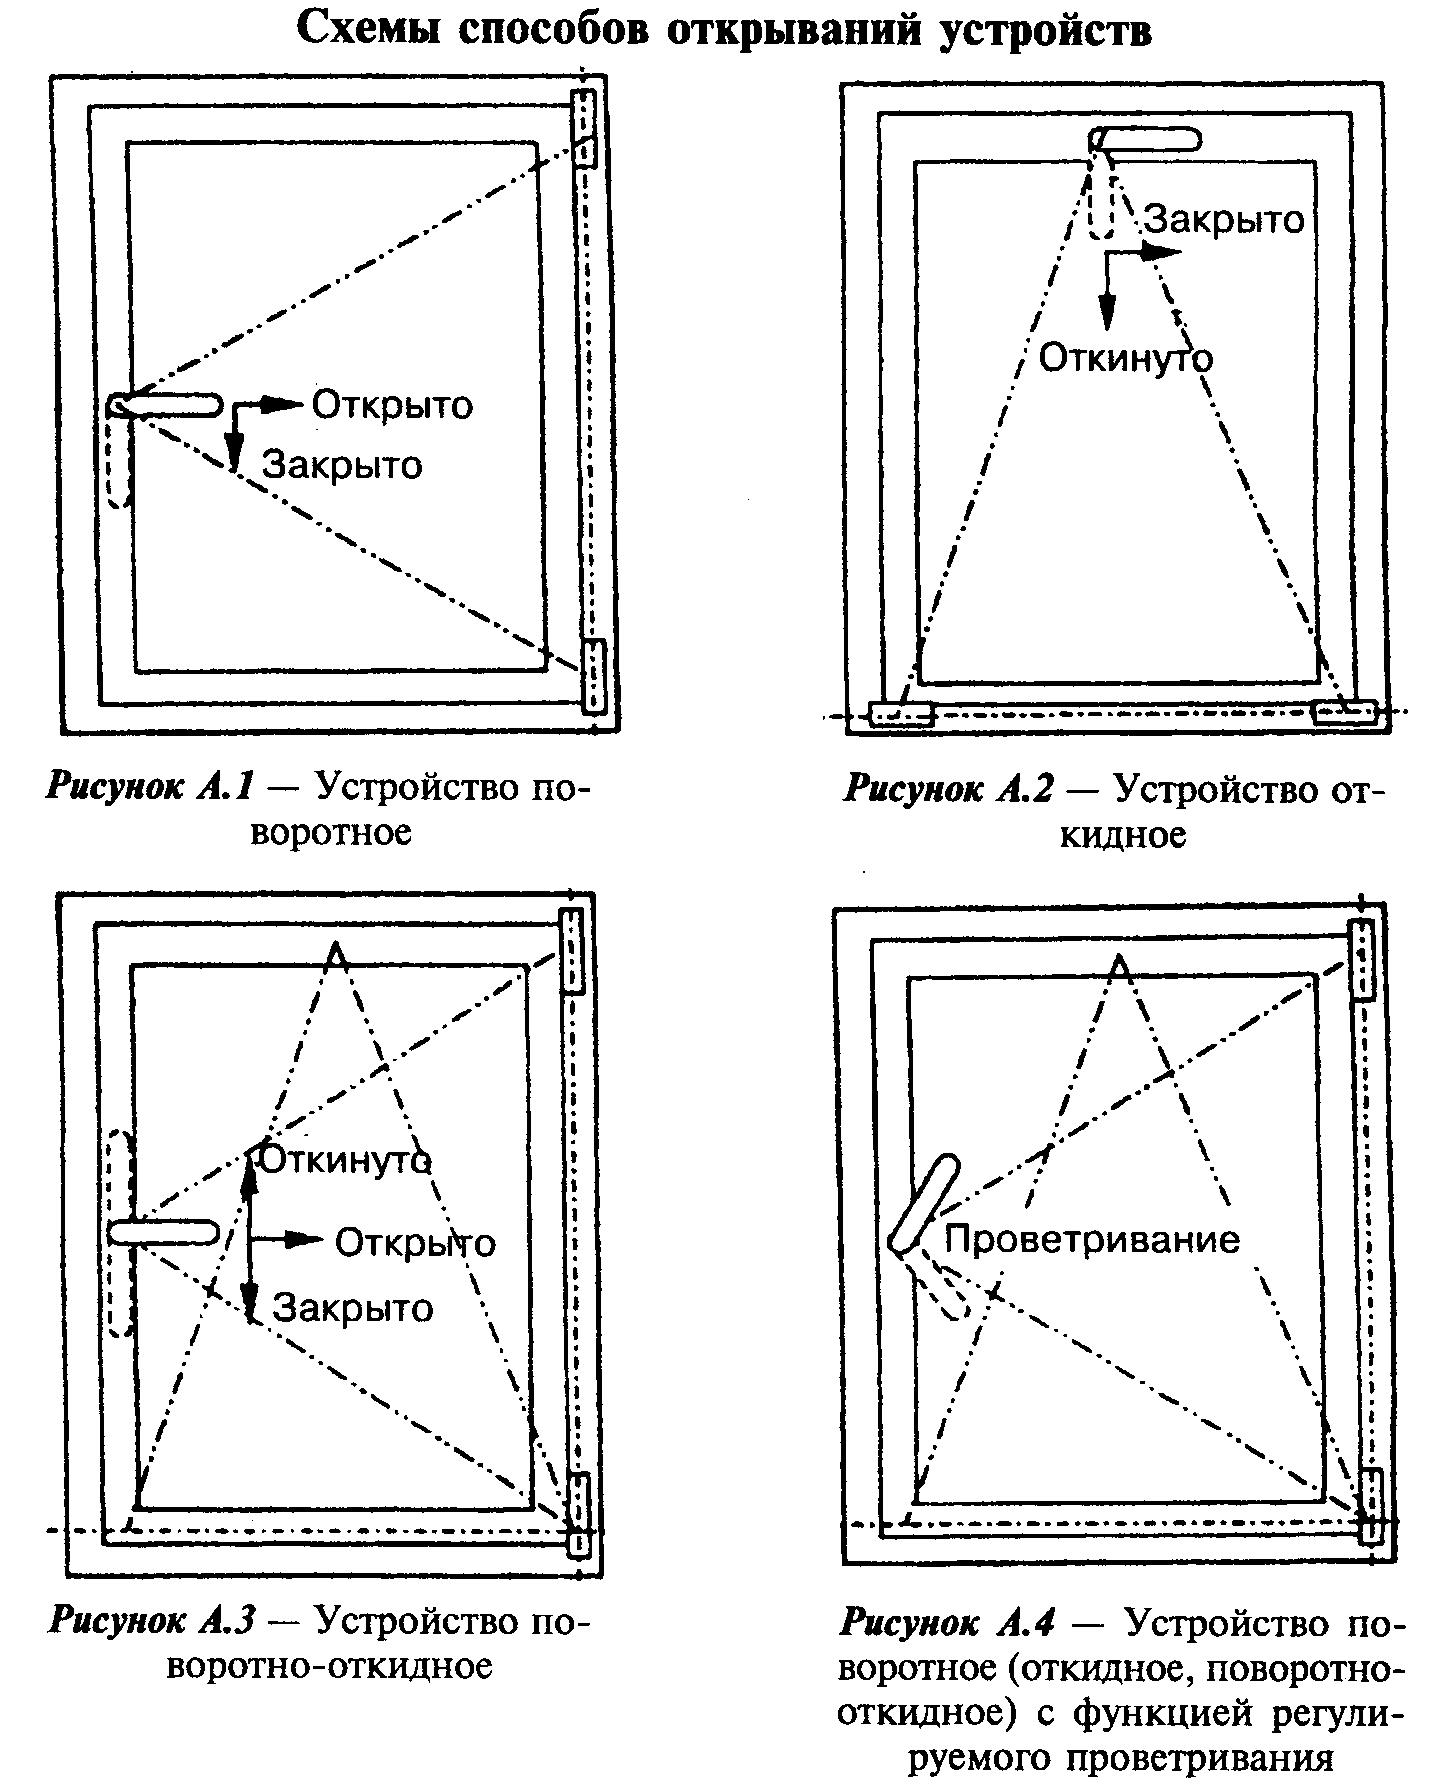 Схемы способов открываний устройств
Открыто
Закрыто
Закрыто
Откинуто
Рисунок А.1 — Устройство по-
воротное
Рисунок А.2 — Устройство от-
кидное
Откинуто
Открыто
Закрыто
Проветривание
Рисунок А.3 — Устройство по-
воротно-откидное
Рисунок А.4 — Устройство по-
воротное (откидное, поворотно-
откидное) с функцией регули-
руемого проветривания